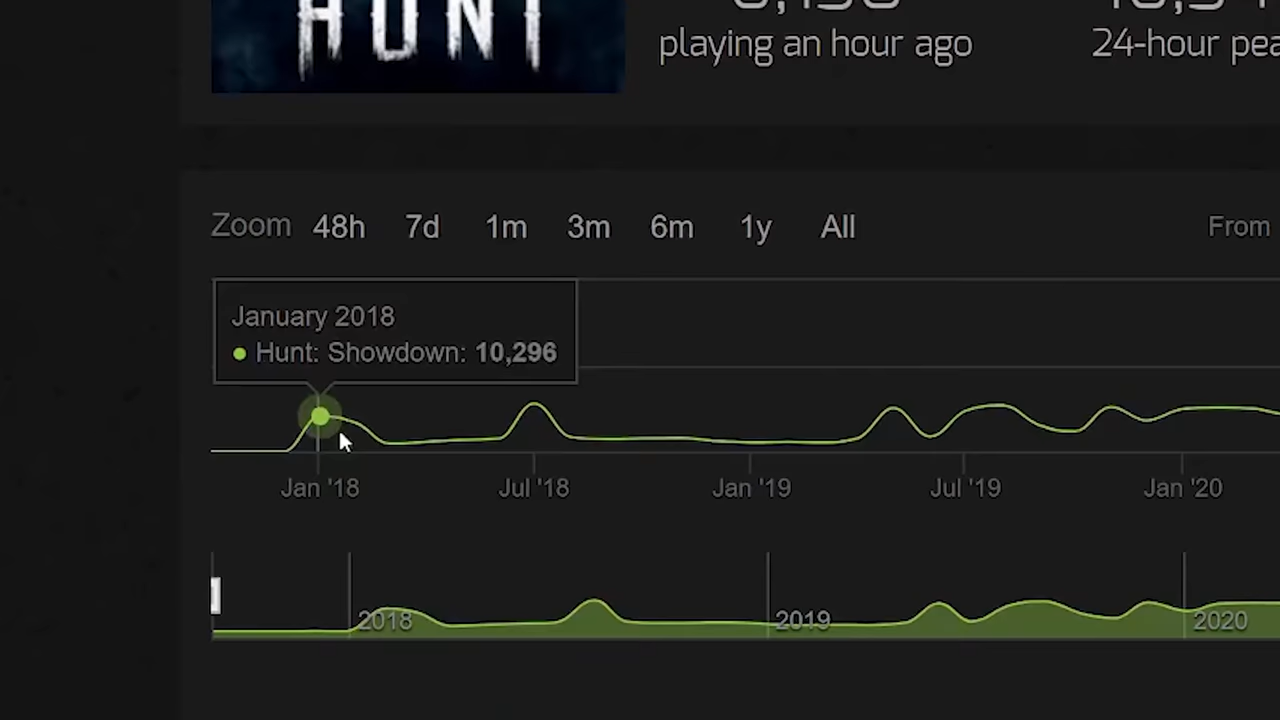 HUNT
playing an hour ago
24-hour pea
Zoom 48h 7d 1m 3m 6m 1y All
From
January 2018
Hunt: Showdown: 10,296
Jan '18 Jul '18 Jan '19 Jul '19 Jan '20
2018 2019 2020